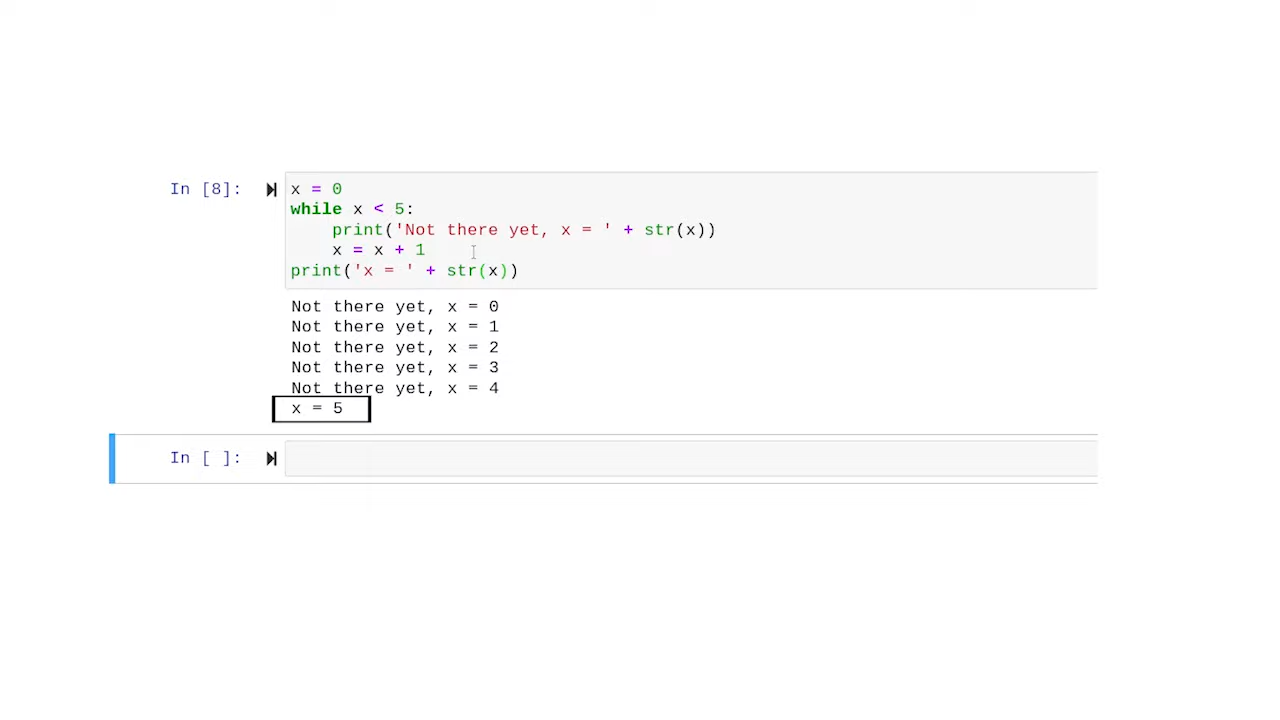 In [8]:
x = 0
while x < 5:
    print('Not there yet, x = ' + str(x))
    x = x + 1
print('x = ' + str(x))
Not there yet, x = 0
Not there yet, x = 1
Not there yet, x = 2
Not there yet, x = 3
Not there yet, x = 4
x = 5
In [ ]: